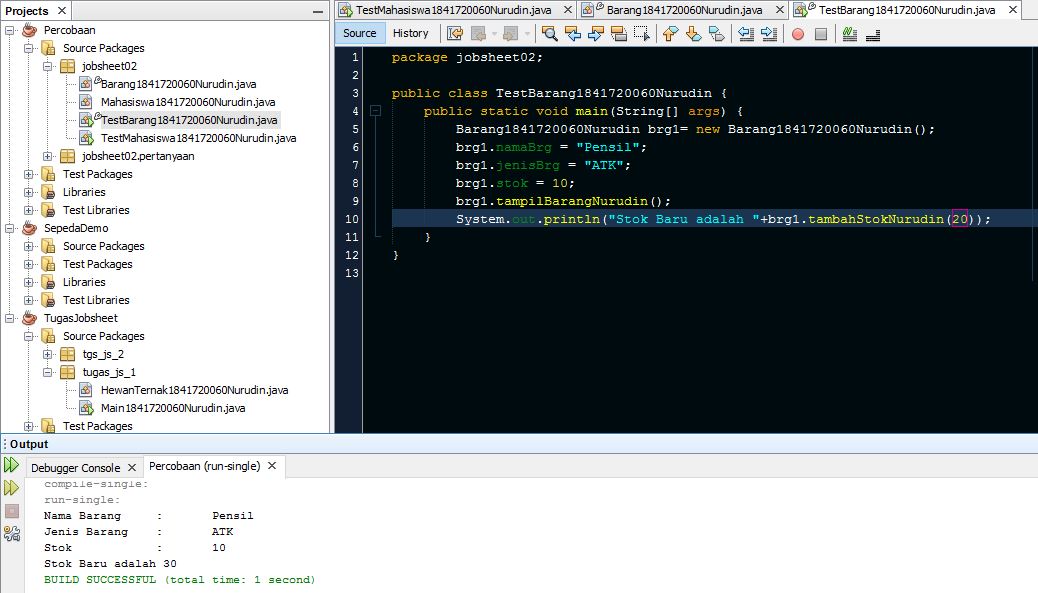 Projects
Percobaan
Source Packages
jobsheet02
Barang1841720060Nurudin.java
Mahasiswa1841720060Nurudin.java
TestBarang1841720060Nurudin.java
TestMahasiswa1841720060Nurudin.java
jobsheet02.pertanyaan
Test Packages
Libraries
Test Libraries
SepedaDemo
Source Packages
Test Packages
Libraries
Test Libraries
TugasJobsheet
Source Packages
tgs_js_2
tugas_js_1
HewanTernak1841720060Nurudin.java
Main1841720060Nurudin.java
Test Packages
TestMahasiswa1841720060Nurudin.java Barang1841720060Nurudin.java TestBarang1841720060Nurudin.java
Source History
1 package jobsheet02;
2
3 public class TestBarang1841720060Nurudin {
4 public static void main(String[] args) {
5 Barang1841720060Nurudin brg1= new Barang1841720060Nurudin();
6 brg1.namaBrg = "Pensil";
7 brg1.jenisBrg = "ATK";
8 brg1.stok = 10;
9 brg1.tampilBarangNurudin();
10 System.out.println("Stok Baru adalah "+brg1.tambahStokNurudin(20));
11 }
12 }
13
Output
Debugger Console Percobaan (run-single)
compile-single:
run-single:
Nama Barang : Pensil
Jenis Barang : ATK
Stok : 10
Stok Baru adalah 30
BUILD SUCCESSFUL (total time: 1 second)